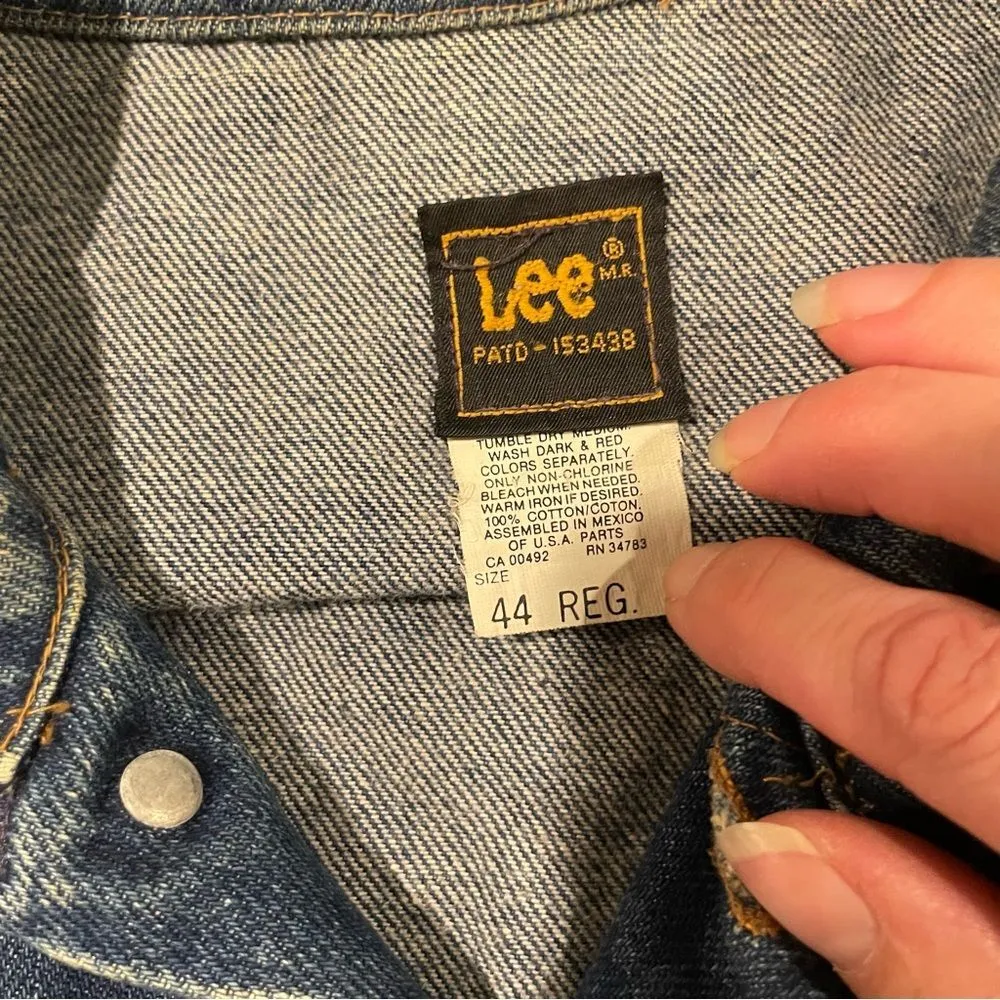 Lee ®
M.R.
PATD-153438
TUMBLE DRY MEDIUM.
WASH DARK & RED
COLORS SEPARATELY.
ONLY NON-CHLORINE
BLEACH WHEN NEEDED.
WARM IRON IF DESIRED.
100% COTTON/COTON.
ASSEMBLED IN MEXICO
OF U.S.A. PARTS
CA 00492 RN 34783
SIZE
44 REG.